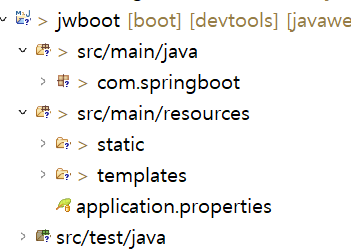 > jwboot [boot] [devtools] [javawe
> src/main/java
> com.springboot
> src/main/resources
> static
> templates
application.properties
src/test/java